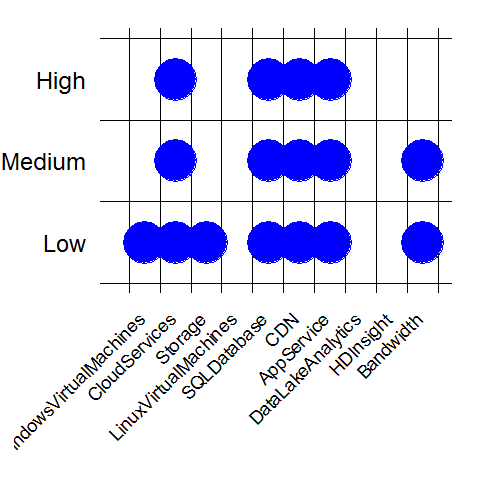 High
Medium
Low
ndowsVirtualMachines
CloudServices
Storage
LinuxVirtualMachines
SQLDatabase
CDN
AppService
DataLakeAnalytics
HDInsight
Bandwidth